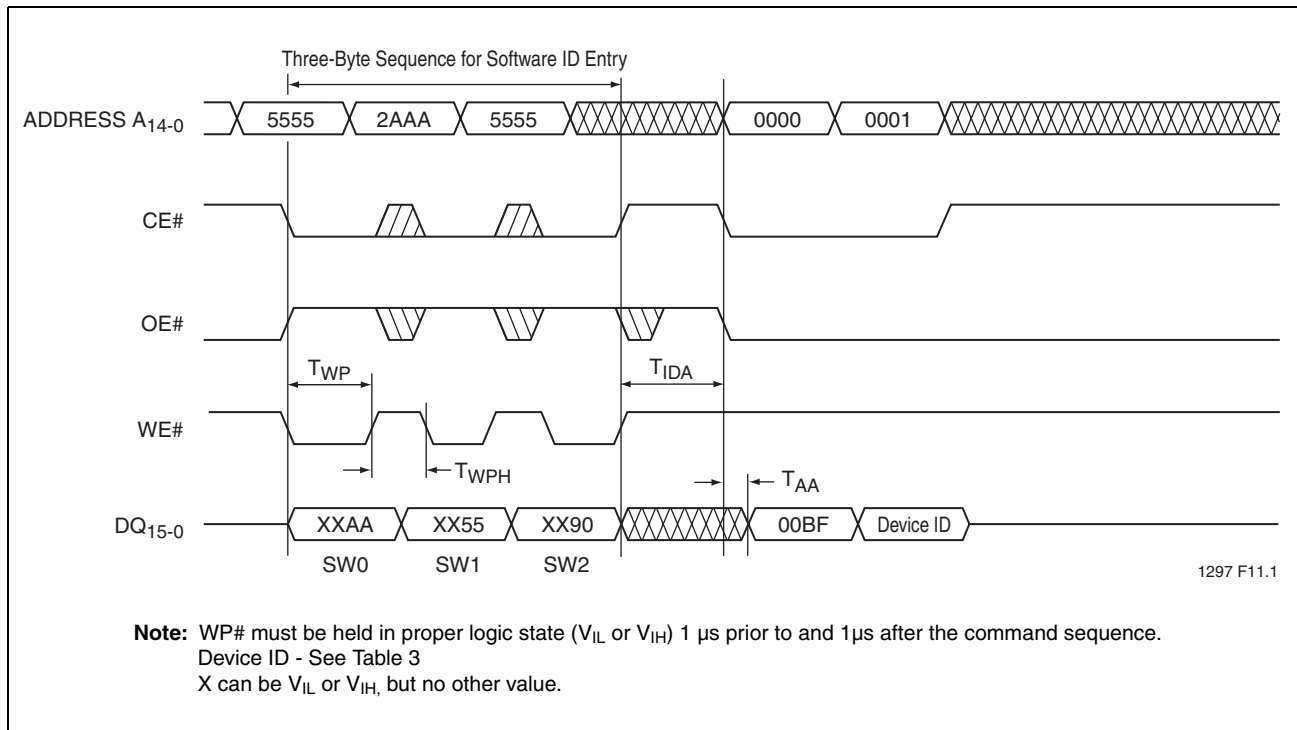 Three-Byte Sequence for Software ID Entry
ADDRESS A14-0
5555
2AAA
5555
0000
0001
CE#
OE#
TWP
TIDA
WE#
TWPH
TAA
DQ15-0
XXAA
XX55
XX90
00BF
Device ID
SW0
SW1
SW2
1297 F11.1
Note: WP# must be held in proper logic state (VIL or VIH) 1 µs prior to and 1µs after the command sequence.
Device ID - See Table 3
X can be VIL or VIH, but no other value.